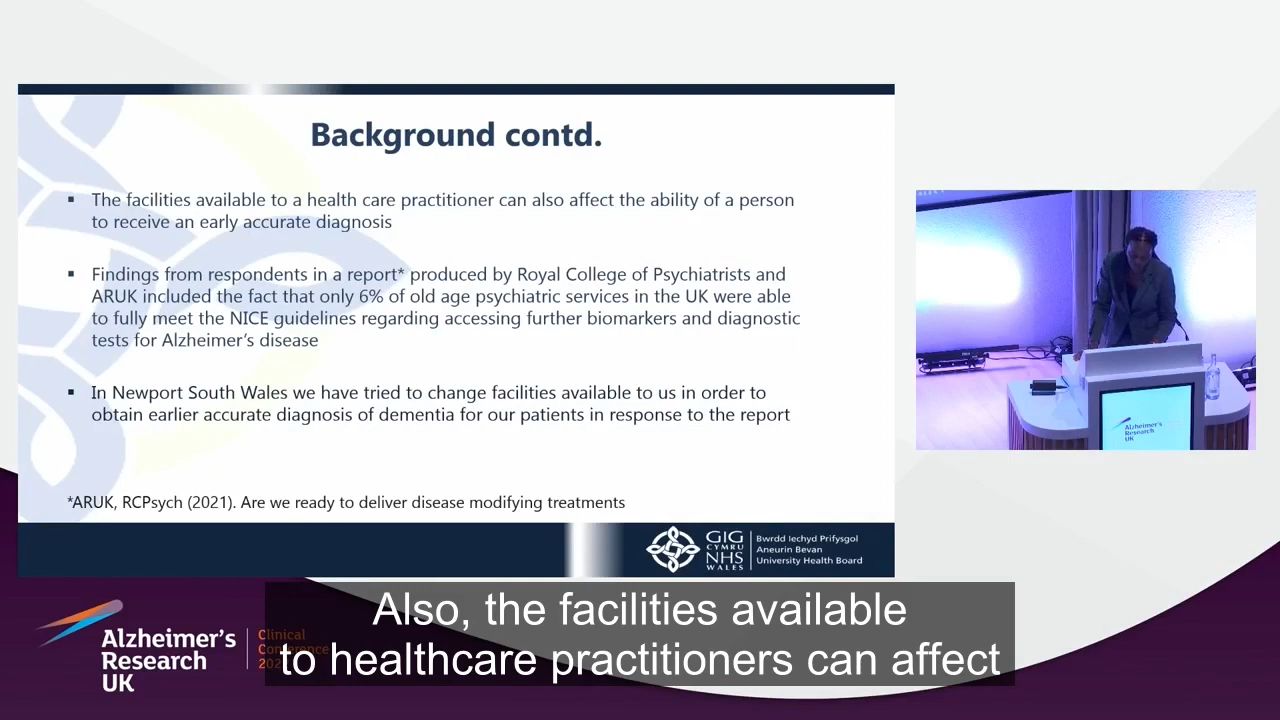 Background contd.
▪ The facilities available to a health care practitioner can also affect the ability of a person
to receive an early accurate diagnosis
▪ Findings from respondents in a report* produced by Royal College of Psychiatrists and
ARUK included the fact that only 6% of old age psychiatric services in the UK were able
to fully meet the NICE guidelines regarding accessing further biomarkers and diagnostic
tests for Alzheimer's disease
▪ In Newport South Wales we have tried to change facilities available to us in order to
obtain earlier accurate diagnosis of dementia for our patients in response to the report
*ARUK, RCPsych (2021). Are we ready to deliver disease modifying treatments
GIG
CYMRU
NHS
WALES
Bwrdd Iechyd Prifysgol
Aneurin Bevan
University Health Board
Alzheimer's
Research
UK
Alzheimer's
Research
UK
Clinical
Also, the facilities available
to healthcare practitioners can affect